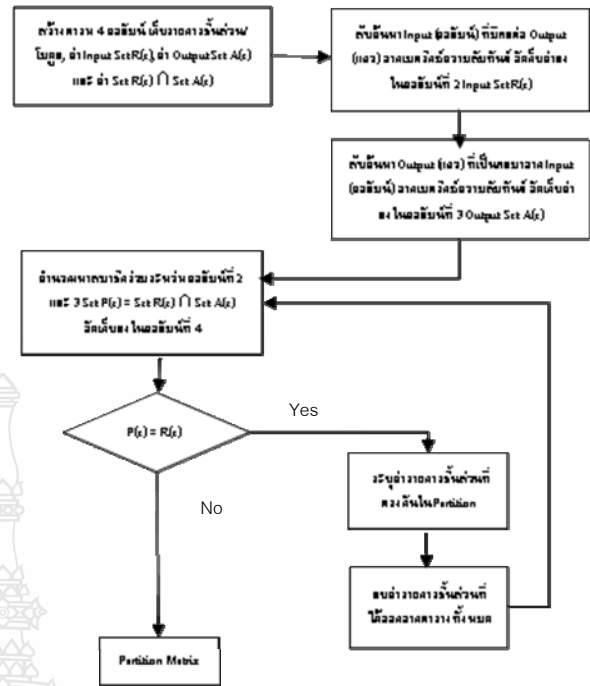 สร้างตาราง 4 คอลัมน์ เก็บรายการชิ้นส่วน/
โมดูล, ค่า Input Set R(s), ค่า Output Set A(s)
และ ค่า Set R(s) ∩ Set A(s)
สืบค้นหา Input (คอลัมน์) ที่มีผลต่อ Output
(แถว) จากเมตริกซ์ความสัมพันธ์ จัดเก็บค่าลง
ในคอลัมน์ที่ 2 Input Set R(s)
สืบค้นหา Output (แถว) ที่เป็นผลมาจาก Input
(คอลัมน์) จากเมตริกซ์ความสัมพันธ์ จัดเก็บค่า
ลง ในคอลัมน์ที่ 3 Output Set A(s)
คำนวณหาสมาชิกร่วมระหว่าง คอลัมน์ที่ 2
และ 3 Set P(s) = Set R(s) ∩ Set A(s)
จัดเก็บลง ในคอลัมน์ที่ 4
P(s) = R(s)
Yes
No
ระบุค่ารายการชิ้นส่วนที่
ตรงกันใน Partition
ลบค่ารายการชิ้นส่วนที่
ได้ออกจากตาราง ทั้งหมด
Partition Matrix